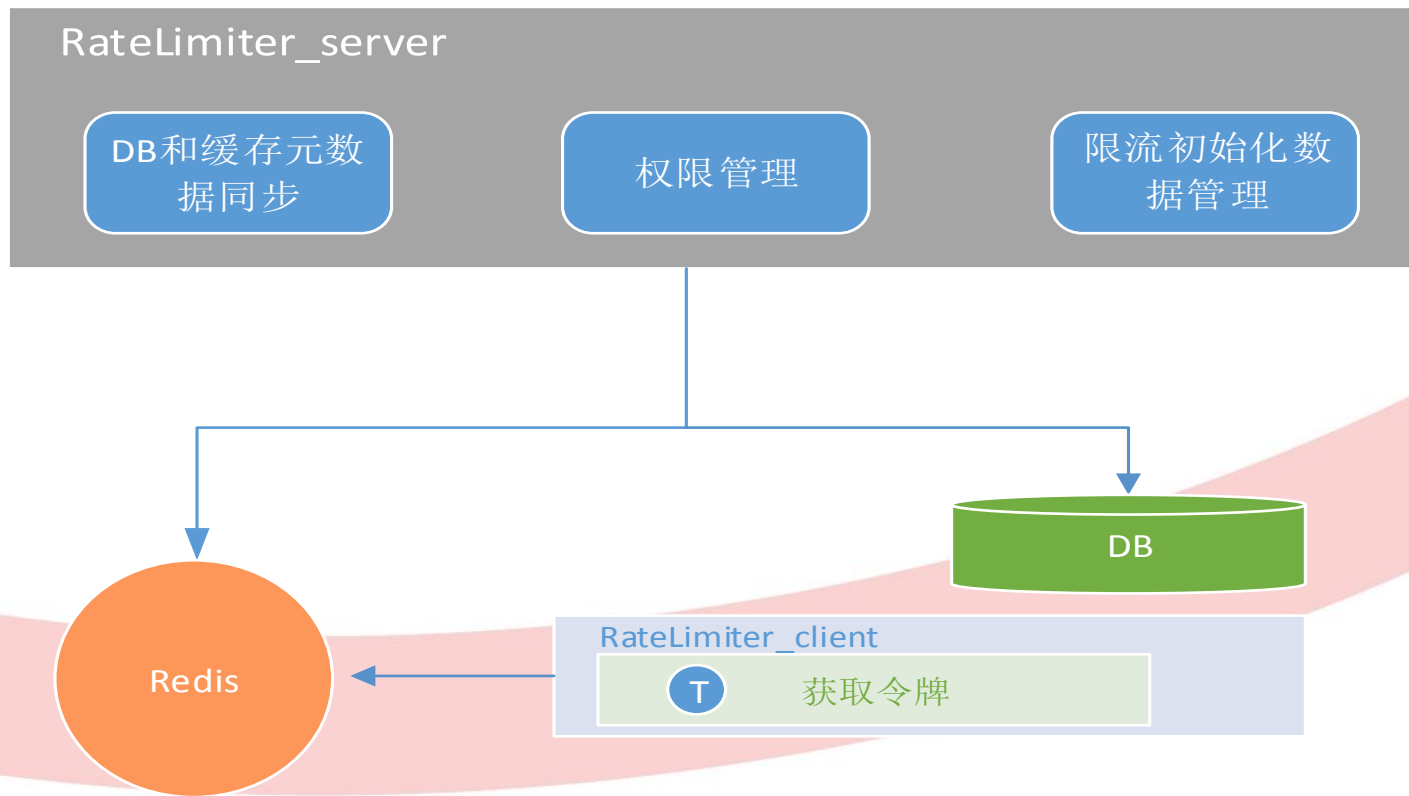 RateLimiter_server
DB和缓存元数
据同步
权限管理
限流初始化数
据管理
DB
RateLimiter_client
T
获取令牌
Redis